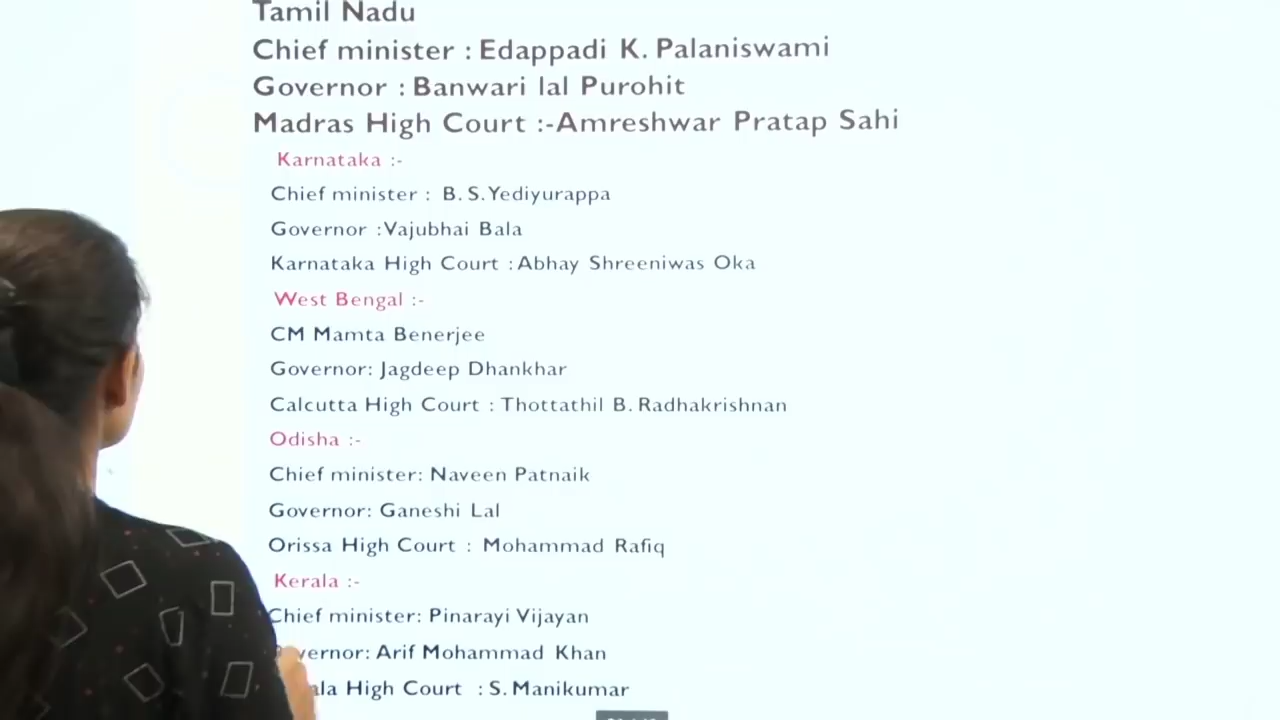 Tamil Nadu
Chief minister : Edappadi K. Palaniswami
Governor : Banwari lal Purohit
Madras High Court :-Amreshwar Pratap Sahi
Karnataka :-
Chief minister : B. S. Yediyurappa
Governor :Vajubhai Bala
Karnataka High Court : Abhay Shreeniwas Oka
West Bengal :-
CM Mamta Benerjee
Governor: Jagdeep Dhankhar
Calcutta High Court : Thottathil B. Radhakrishnan
Odisha :-
Chief minister: Naveen Patnaik
Governor: Ganeshi Lal
Orissa High Court : Mohammad Rafiq
Kerala :-
Chief minister: Pinarayi Vijayan
vernor: Arif Mohammad Khan
ala High Court : S. Manikumar